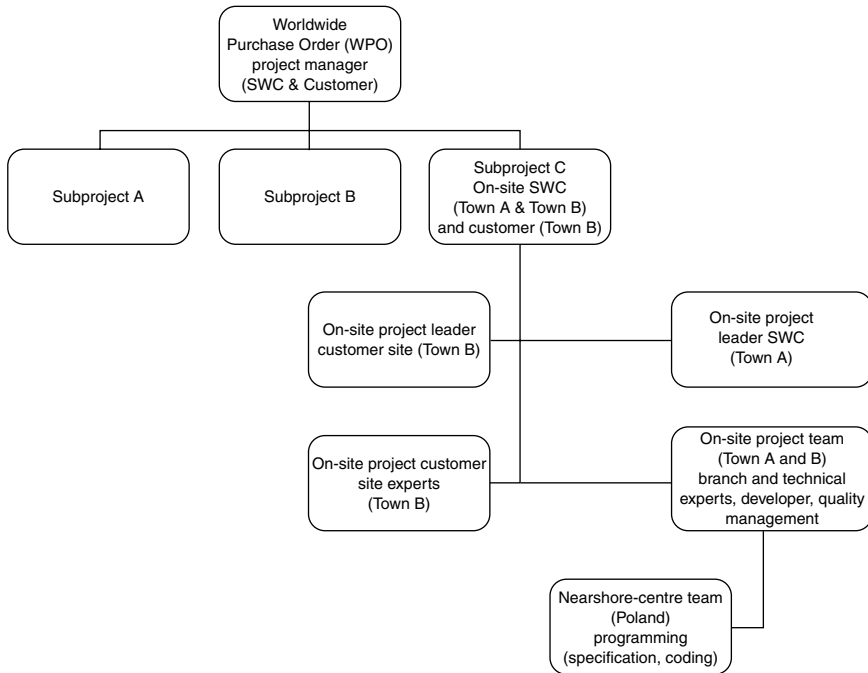 Worldwide
Purchase Order (WPO)
project manager
(SWC & Customer)
Subproject A
Subproject B
Subproject C
On-site SWC
(Town A & Town B)
and customer (Town B)
On-site project leader
customer site (Town B)
On-site project
leader SWC
(Town A)
On-site project customer
site experts
(Town B)
On-site project team
(Town A and B)
branch and technical
experts, developer, quality
management
Nearshore-centre team
(Poland)
programming
(specification, coding)